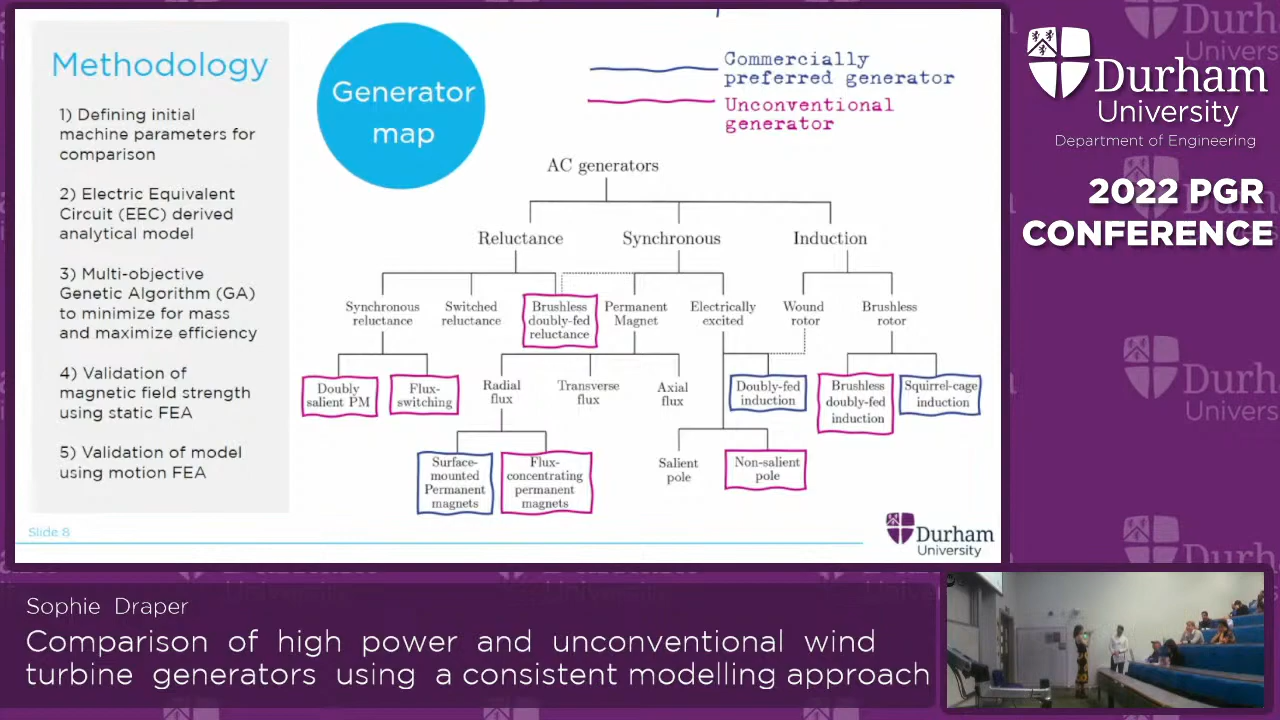 Methodology
1) Defining initial
machine parameters for
comparison
2) Electric Equivalent
Circuit (EEC) derived
analytical model
3) Multi-objective
Genetic Algorithm (GA)
to minimize for mass
and maximize efficiency
4) Validation of
magnetic field strength
using static FEA
5) Validation of model
using motion FEA
Slide 8
Generator
map
Commercially
preferred generator
Unconventional
generator
AC generators
Reluctance
Synchronous
Induction
Synchronous
reluctance
Switched
reluctance
Brushless
doubly-fed
reluctance
Permanent
Magnet
Electrically
excited
Wound
rotor
Brushless
rotor
Doubly
salient PM
Flux-
switching
Radial
flux
Transverse
flux
Axial
flux
Doubly-fed
induction
Brushless
doubly-fed
induction
Squirrel-cage
induction
Surface-
mounted
Permanent
magnets
Flux-
concentrating
permanent
magnets
Salient
pole
Non-salient
pole
Durham
University
Durham
University
Department of Engineering
2022 PGR
CONFERENCE
Sophie Draper
Comparison of high power and unconventional wind
turbine generators using a consistent modelling approach